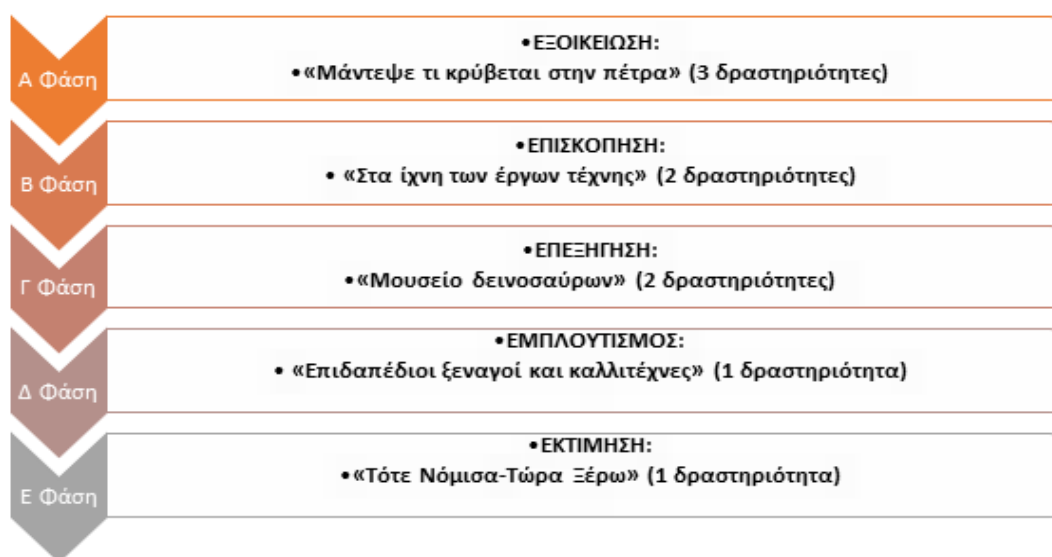 Α Φάση
•ΕΞΟΙΚΕΙΩΣΗ:
•«Μάντεψε τι κρύβεται στην πέτρα» (3 δραστηριότητες)
Β Φάση
•ΕΠΙΣΚΟΠΗΣΗ:
• «Στα ίχνη των έργων τέχνης» (2 δραστηριότητες)
Γ Φάση
•ΕΠΕΞΗΓΗΣΗ:
•«Μουσείο δεινοσαύρων» (2 δραστηριότητες)
Δ Φάση
•ΕΜΠΛΟΥΤΙΣΜΟΣ:
• «Επιδαπέδιοι ξεναγοί και καλλιτέχνες» (1 δραστηριότητα)
Ε Φάση
•ΕΚΤΙΜΗΣΗ:
•«Τότε Νόμισα-Τώρα Ξέρω» (1 δραστηριότητα)